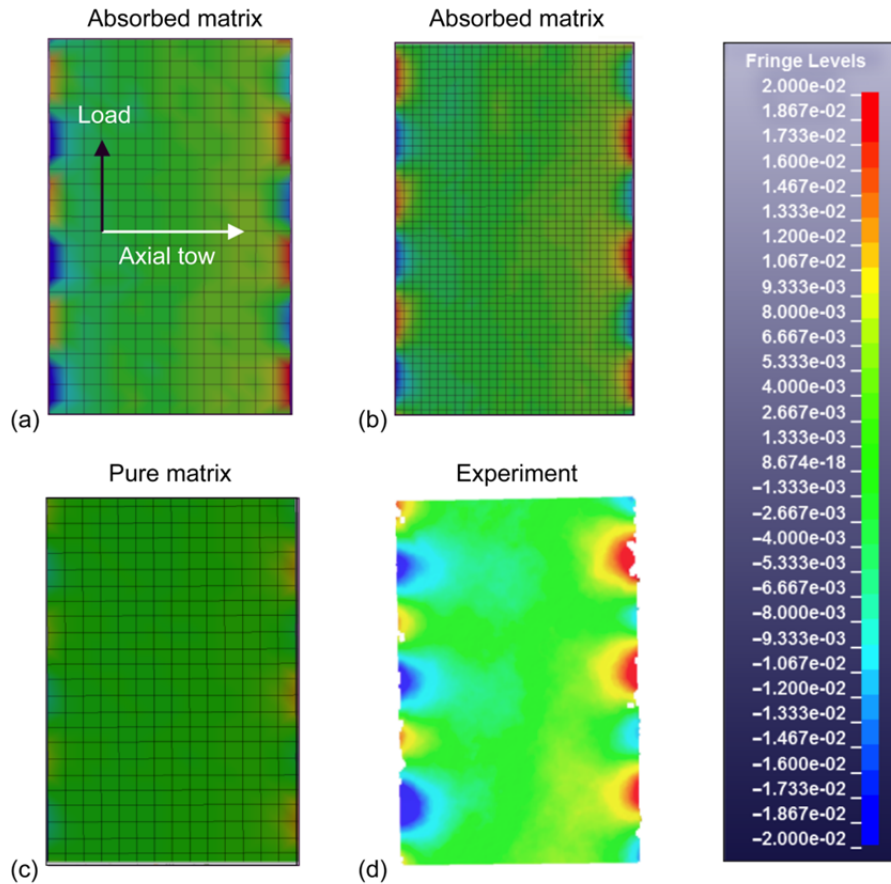 Absorbed matrix
Absorbed matrix
Load
Axial tow
(a)
(b)
Pure matrix
Experiment
(c)
(d)
Fringe Levels
2.000e-02
1.867e-02
1.733e-02
1.600e-02
1.467e-02
1.333e-02
1.200e-02
1.067e-02
9.333e-03
8.000e-03
6.667e-03
5.333e-03
4.000e-03
2.667e-03
1.333e-03
8.674e-18
−1.333e-03
−2.667e-03
−4.000e-03
−5.333e-03
−6.667e-03
−8.000e-03
−9.333e-03
−1.067e-02
−1.200e-02
−1.333e-02
−1.467e-02
−1.600e-02
−1.733e-02
−1.867e-02
−2.000e-02